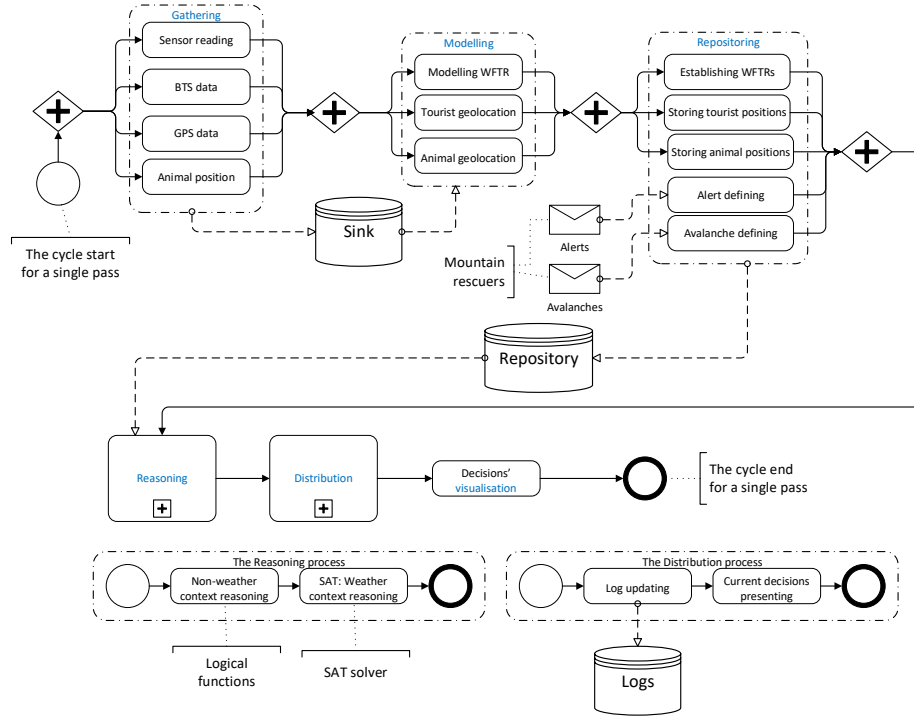 Gathering
Sensor reading
BTS data
GPS data
Animal position
Modelling
Modelling WFTR
Tourist geolocation
Animal geolocation
Repositoring
Establishing WFTRs
Storing tourist positions
Storing animal positions
Alert defining
Avalanche defining
The cycle start
for a single pass
Sink
Mountain
rescuers
Alerts
Avalanches
Repository
Reasoning
Distribution
Decisions'
visualisation
The cycle end
for a single pass
The Reasoning process
Non-weather
context reasoning
SAT: Weather
context reasoning
Logical
functions
SAT solver
The Distribution process
Log updating
Current decisions
presenting
Logs